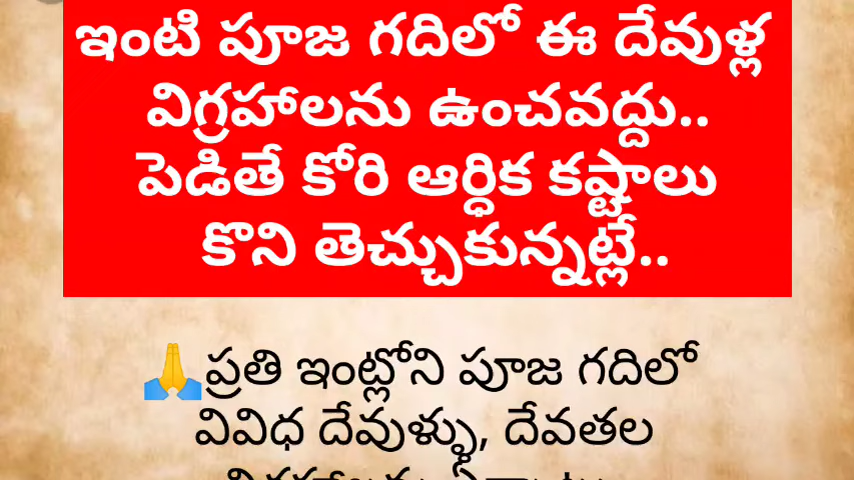 ఇంటి పూజ గదిలో ఈ దేవుళ్ల
విగ్రహాలను ఉంచవద్దు..
పెడితే కోరి ఆర్ధిక కష్టాలు
కొని తెచ్చుకున్నట్లే..
🙏ప్రతి ఇంట్లోని పూజ గదిలో
వివిధ దేవుళ్ళు, దేవతల